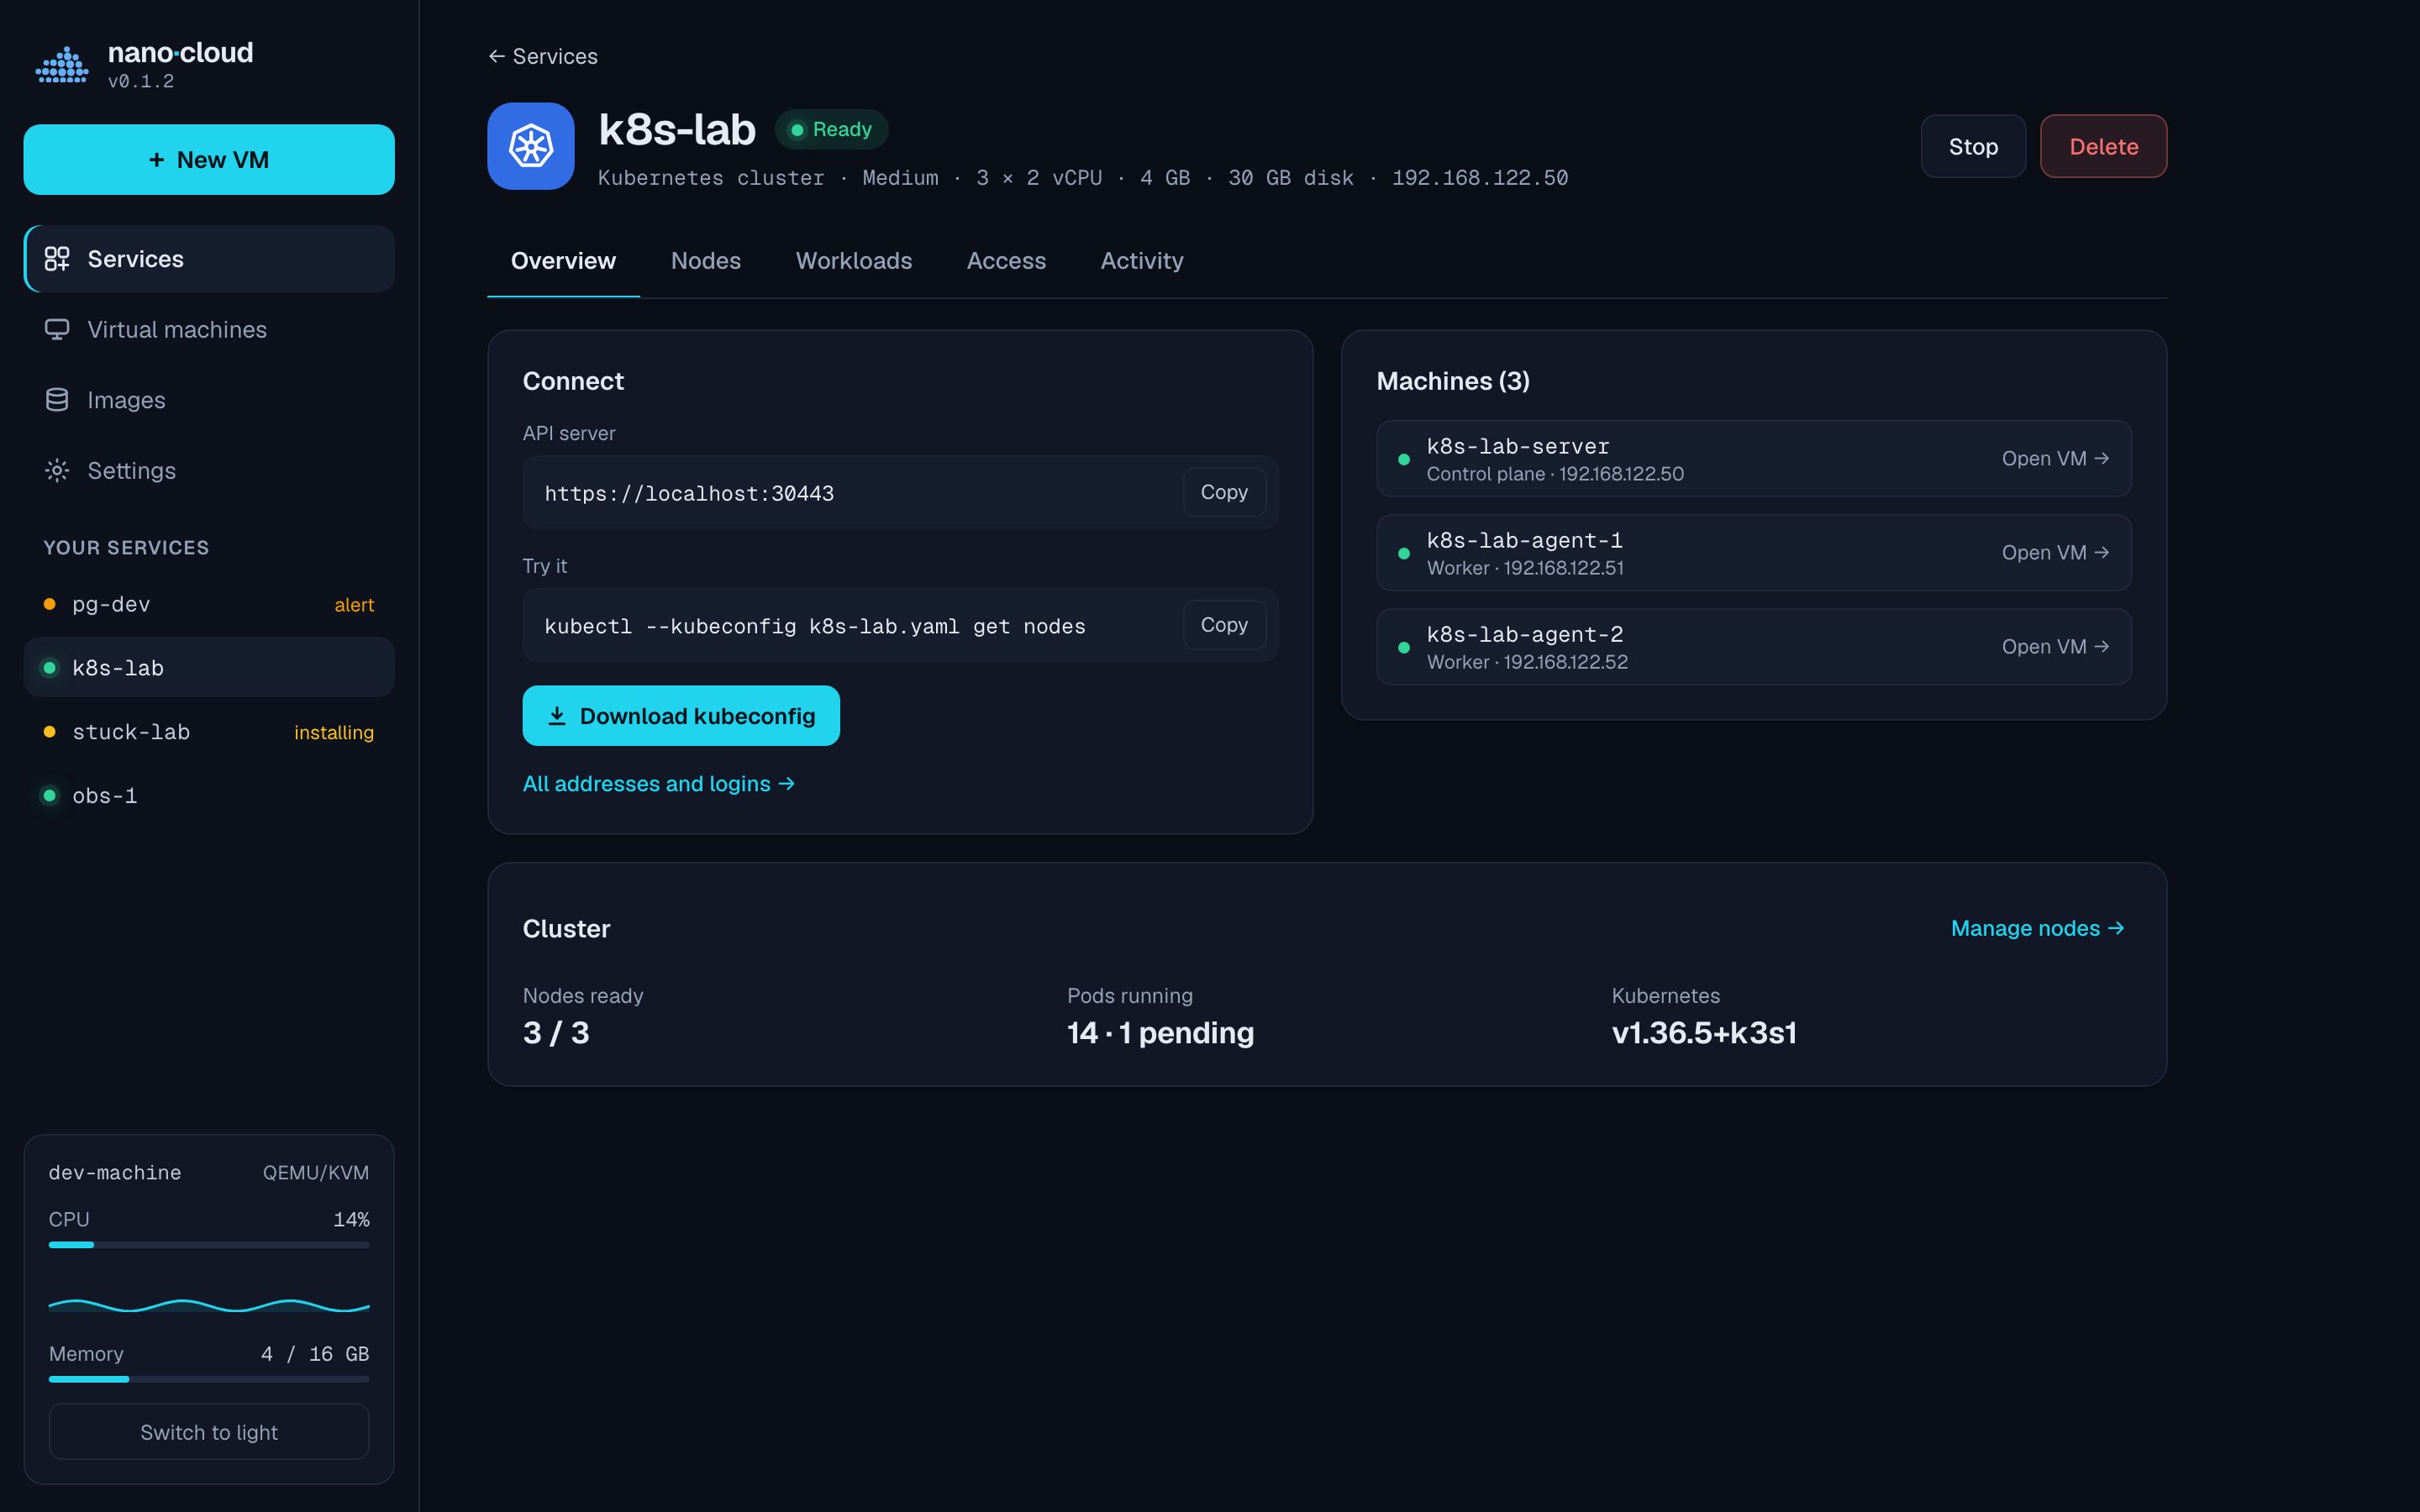 nano·cloud
v0.1.2
+ New VM
Services
Virtual machines
Images
Settings
YOUR SERVICES
pg-dev alert
k8s-lab
stuck-lab installing
obs-1
dev-machine QEMU/KVM
CPU 14%
Memory 4 / 16 GB
Switch to light
← Services
k8s-lab Ready
Kubernetes cluster · Medium · 3 × 2 vCPU · 4 GB · 30 GB disk · 192.168.122.50
Stop Delete
Overview Nodes Workloads Access Activity
Connect
API server
https://localhost:30443 Copy
Try it
kubectl --kubeconfig k8s-lab.yaml get nodes Copy
Download kubeconfig
All addresses and logins →
Machines (3)
k8s-lab-server
Control plane · 192.168.122.50
Open VM →
k8s-lab-agent-1
Worker · 192.168.122.51
Open VM →
k8s-lab-agent-2
Worker · 192.168.122.52
Open VM →
Cluster Manage nodes →
Nodes ready Pods running Kubernetes
3 / 3 14 · 1 pending v1.36.5+k3s1